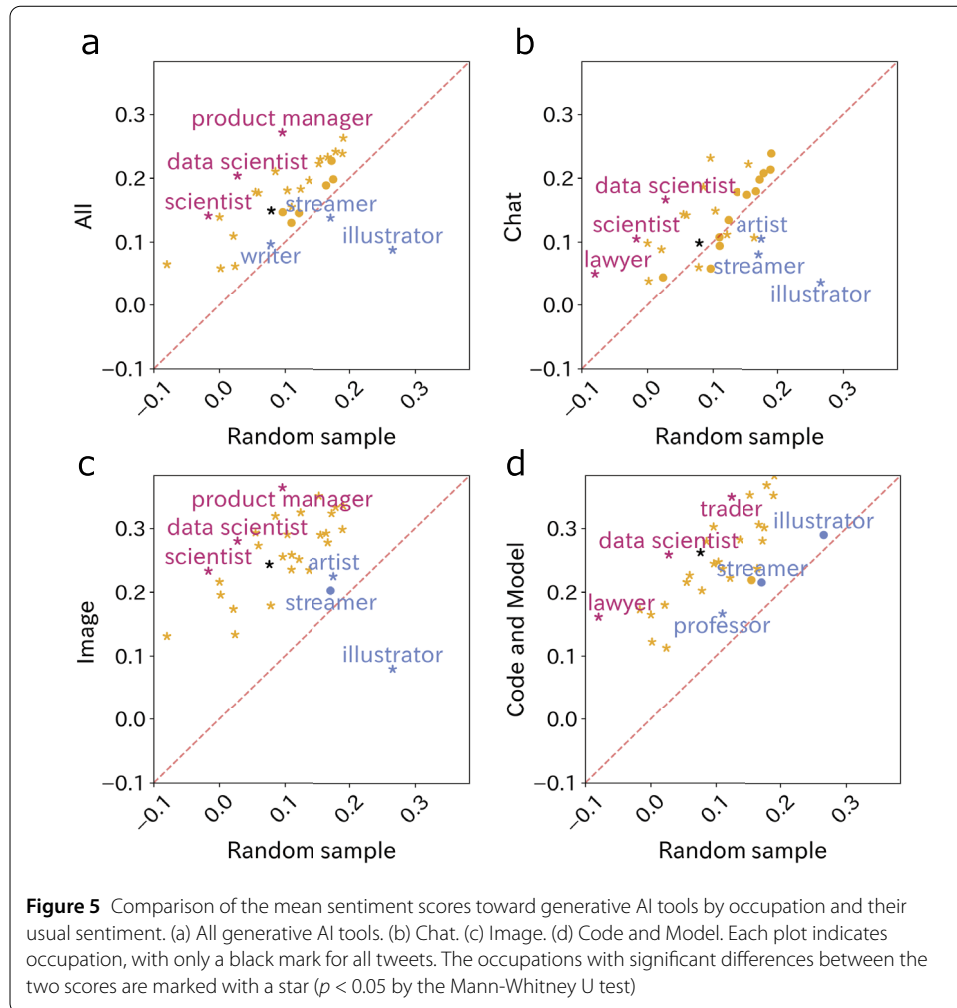 a
b
0.3
0.2
0.1
0.0
−0.1
All
product manager
data scientist
scientist
streamer
illustrator
writer
−0.1
0.0
0.1
0.2
0.3
Random sample
0.3
0.2
0.1
0.0
−0.1
Chat
data scientist
scientist
artist
lawyer
streamer
illustrator
−0.1
0.0
0.1
0.2
0.3
Random sample
c
d
0.3
0.2
0.1
0.0
−0.1
Image
product manager
data scientist
scientist
artist
streamer
illustrator
−0.1
0.0
0.1
0.2
0.3
Random sample
0.3
0.2
0.1
0.0
−0.1
Code and Model
trader
illustrator
data scientist
streamer
lawyer
professor
−0.1
0.0
0.1
0.2
0.3
Random sample
Figure 5 Comparison of the mean sentiment scores toward generative AI tools by occupation and their
usual sentiment. (a) All generative AI tools. (b) Chat. (c) Image. (d) Code and Model. Each plot indicates
occupation, with only a black mark for all tweets. The occupations with significant differences between the
two scores are marked with a star (p < 0.05 by the Mann-Whitney U test)